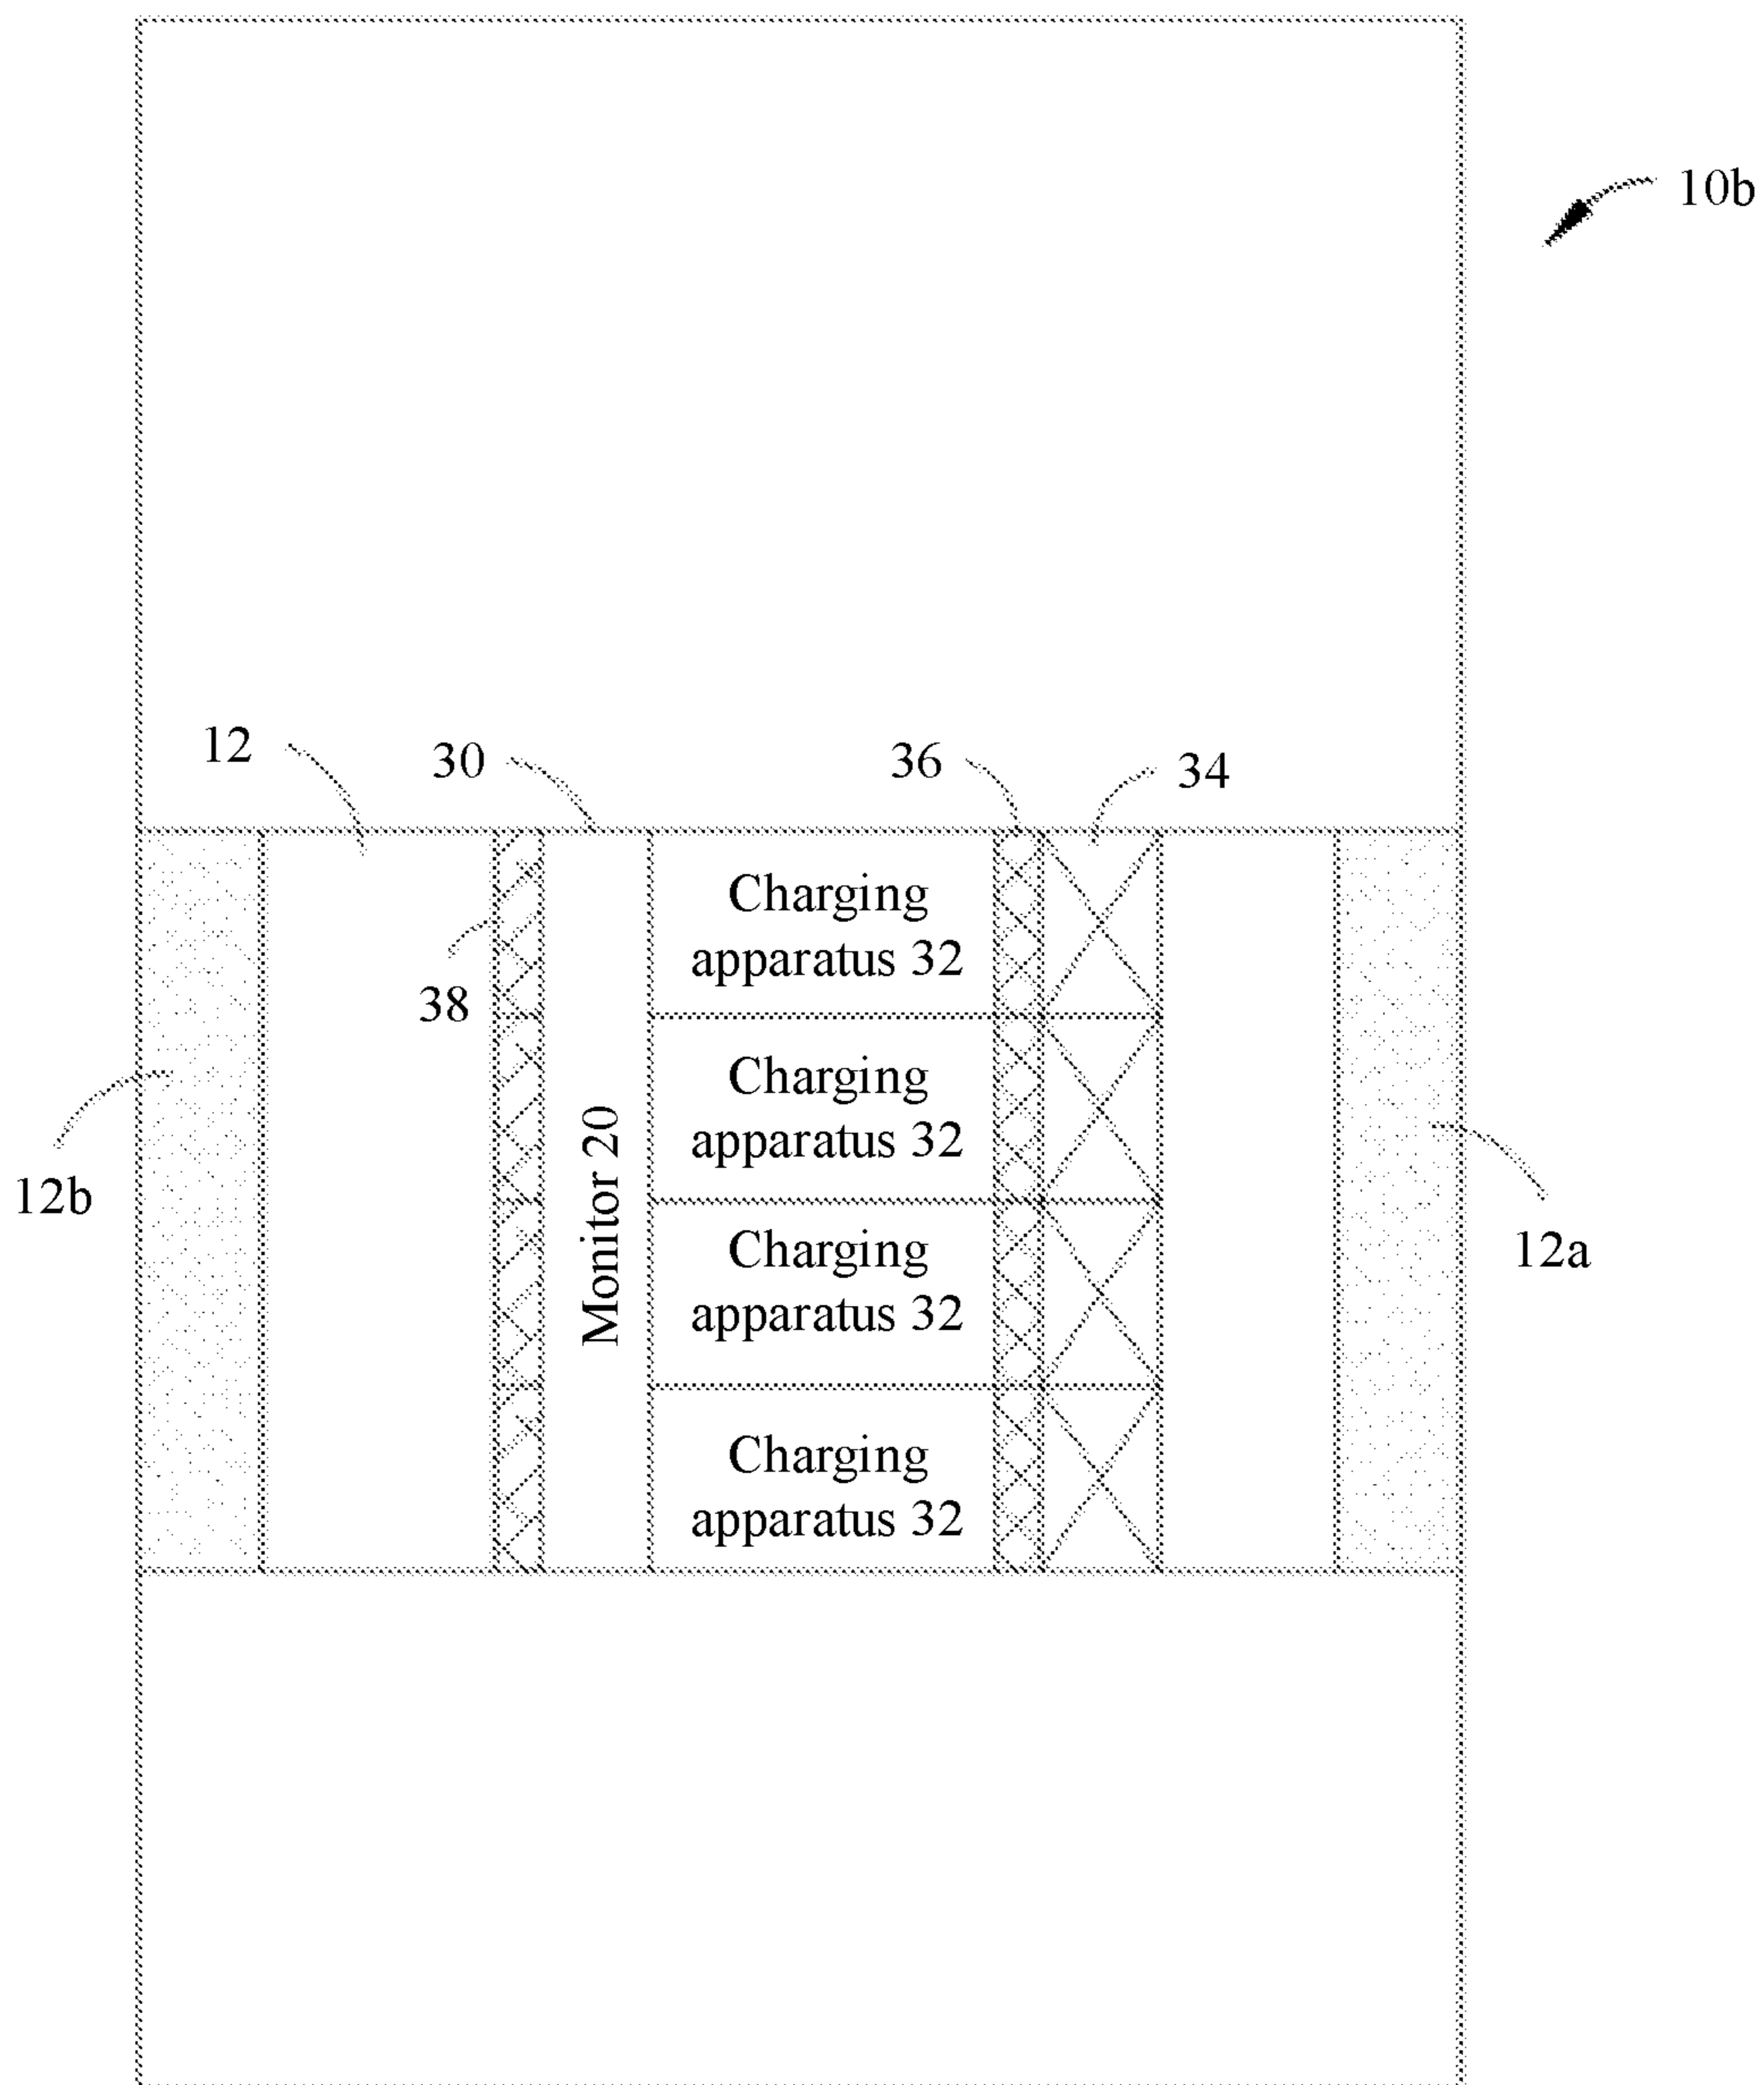 10b
12
30
36
34
Charging
apparatus 32
38
Charging
apparatus 32
12b
Monitor 20
12a
Charging
apparatus 32
Charging
apparatus 32